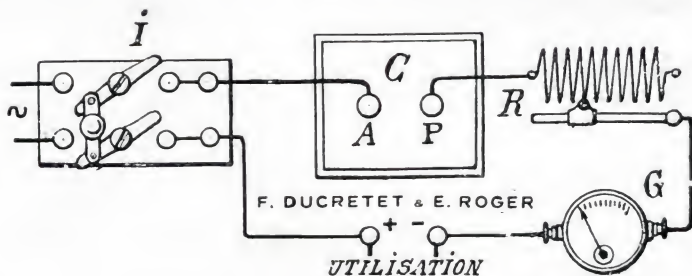 İ
C
A P
R
~
G
F. DUCRETET & E. ROGER
+ -
UTILISATION